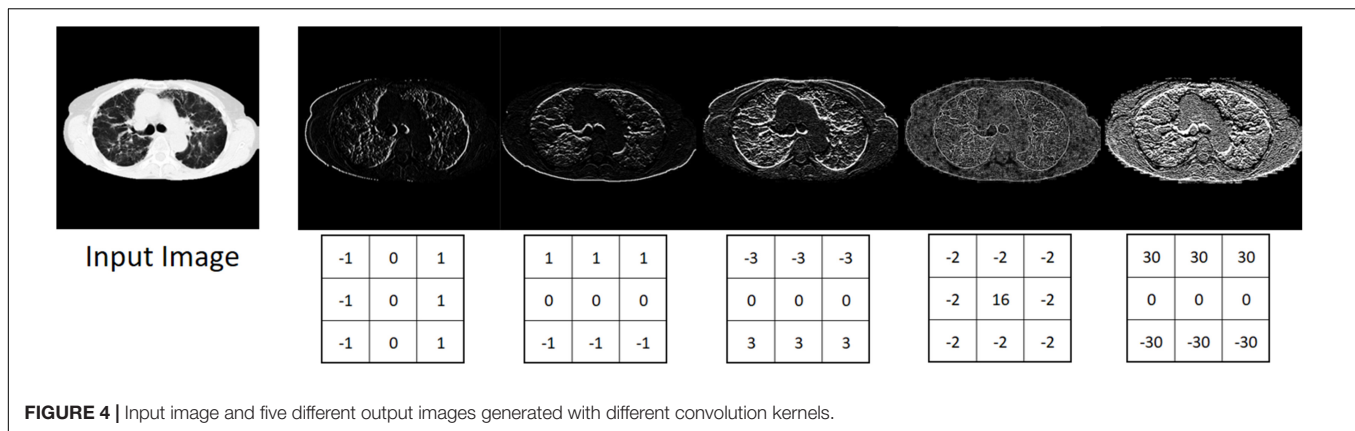 Input Image
-1 0 1 1 1 1 -3 -3 -3 -2 -2 -2 30 30 30
-1 0 1 0 0 0 0 0 0 -2 16 -2 0 0 0
-1 0 1 -1 -1 -1 3 3 3 -2 -2 -2 -30 -30 -30
FIGURE 4 | Input image and five different output images generated with different convolution kernels.